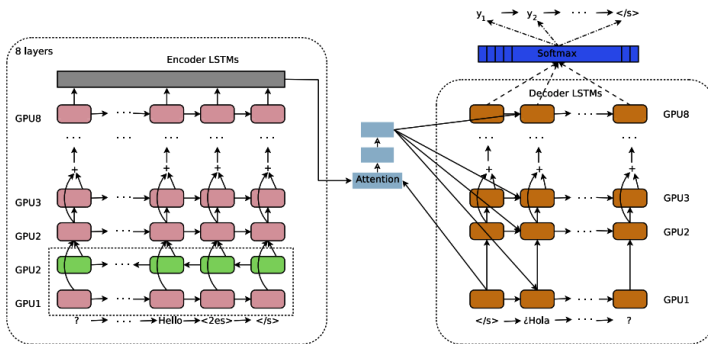 y1 y2 ... </s>
8 layers
Encoder LSTMs
Softmax
Decoder LSTMs
GPU8
GPU8
... ... ... ...
... ... ...
+ + + +
+ + +
Attention
GPU3
GPU3
GPU2
GPU2
GPU2
GPU1
GPU1
? ... Hello <2es> </s>
</s> ¿Hola ... ?